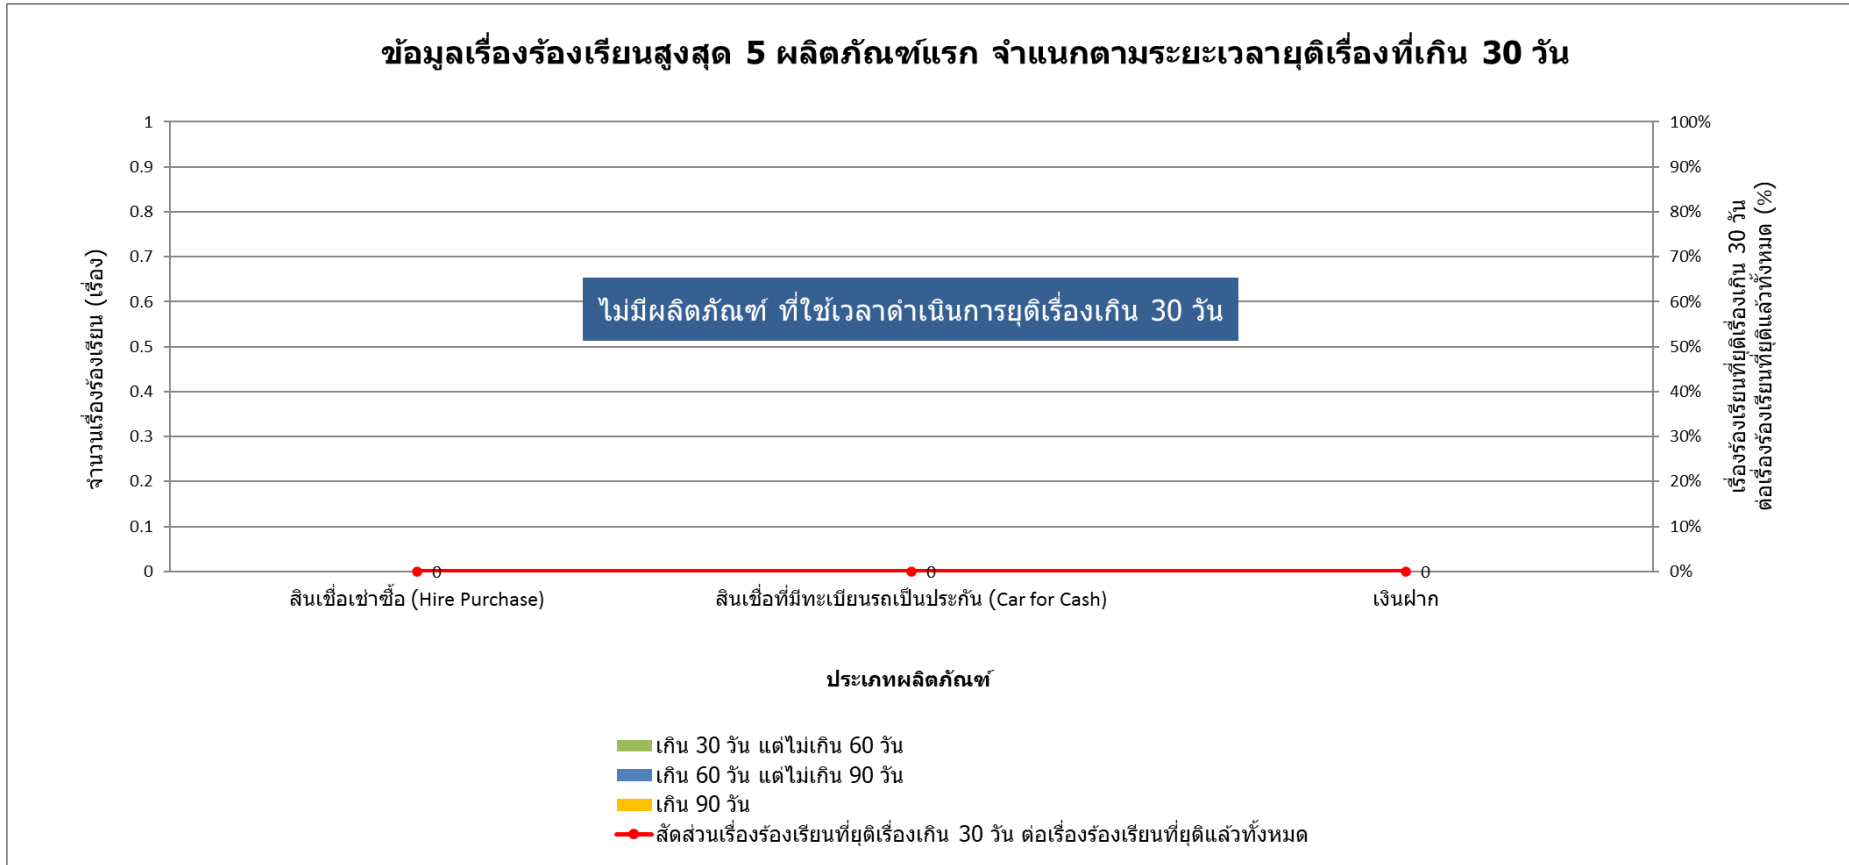 ข้อมูลเรื่องร้องเรียนสูงสุด 5 ผลิตภัณฑ์แรก จำแนกตามระยะเวลายุติเรื่องที่เกิน 30 วัน
จำนวนเรื่องร้องเรียน (เรื่อง)
1
0.9
0.8
0.7
0.6
0.5
0.4
0.3
0.2
0.1
0
ไม่มีผลิตภัณฑ์ ที่ใช้เวลาดำเนินการยุติเรื่องเกิน 30 วัน
0
0
0
100%
90%
80%
70%
60%
50%
40%
30%
20%
10%
0%
เรื่องร้องเรียนที่ยุติเรื่องเกิน 30 วัน
ต่อเรื่องร้องเรียนที่ยุติแล้วทั้งหมด (%)
สินเชื่อเช่าซื้อ (Hire Purchase)
สินเชื่อที่มีทะเบียนรถเป็นประกัน (Car for Cash)
เงินฝาก
ประเภทผลิตภัณฑ์
เกิน 30 วัน แต่ไม่เกิน 60 วัน
เกิน 60 วัน แต่ไม่เกิน 90 วัน
เกิน 90 วัน
สัดส่วนเรื่องร้องเรียนที่ยุติเรื่องเกิน 30 วัน ต่อเรื่องร้องเรียนที่ยุติแล้วทั้งหมด